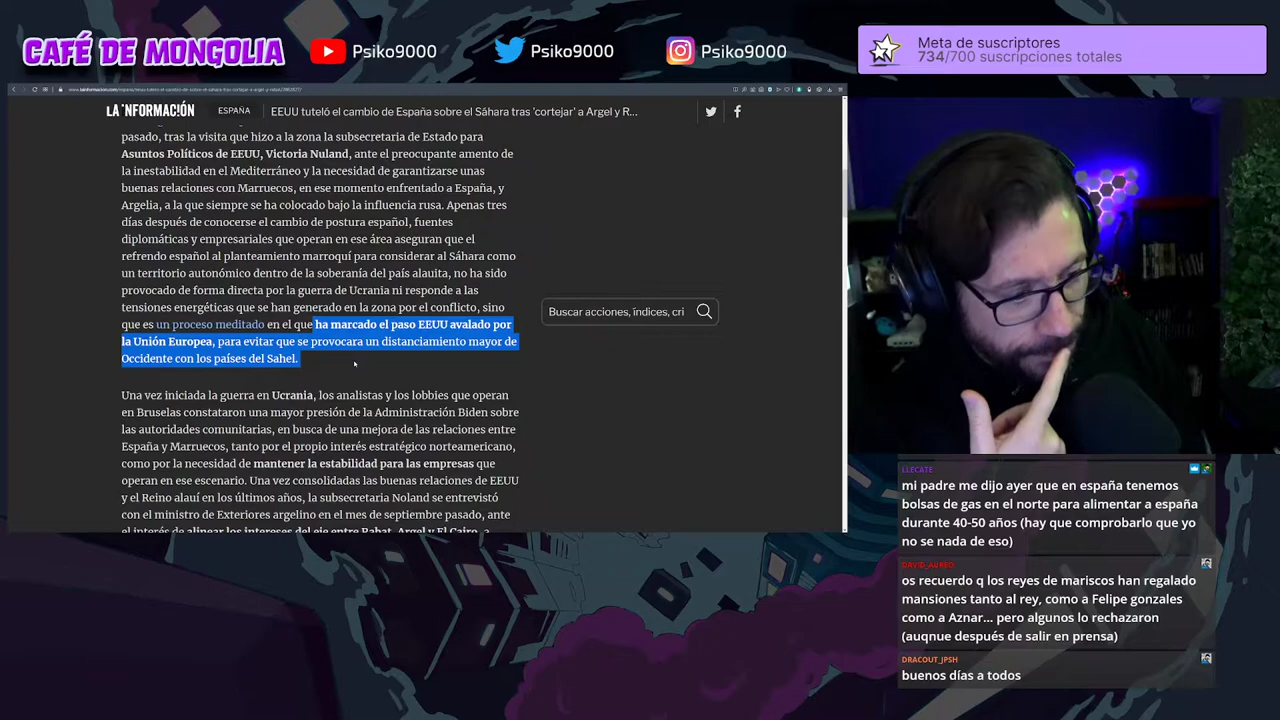 CAFÉ DE MONGOLIA
Psiko9000
Psiko9000
Psiko9000
Meta de suscriptores
734/700 suscripciones totales
LA INFORMACIÓN
ESPAÑA
EEUU tuteló el cambio de España sobre el Sáhara tras 'cortejar' a Argel y R...
pasado, tras la visita que hizo a la zona la subsecretaria de Estado para
Asuntos Políticos de EEUU, Victoria Nuland, ante el preocupante amento de
la inestabilidad en el Mediterráneo y la necesidad de garantizarse unas
buenas relaciones con Marruecos, en ese momento enfrentado a España, y
Argelia, a la que siempre se ha colocado bajo la influencia rusa. Apenas tres
días después de conocerse el cambio de postura español, fuentes
diplomáticas y empresariales que operan en ese área aseguran que el
refrendo español al planteamiento marroquí para considerar al Sáhara como
un territorio autonómico dentro de la soberanía del país alauita, no ha sido
provocado de forma directa por la guerra de Ucrania ni responde a las
tensiones energéticas que se han generado en la zona por el conflicto, sino
que es un proceso meditado en el que ha marcado el paso EEUU avalado por
la Unión Europea, para evitar que se provocara un distanciamiento mayor de
Occidente con los países del Sahel.
Una vez iniciada la guerra en Ucrania, los analistas y los lobbies que operan
en Bruselas constataron una mayor presión de la Administración Biden sobre
las autoridades comunitarias, en busca de una mejora de las relaciones entre
España y Marruecos, tanto por el propio interés estratégico norteamericano,
como por la necesidad de mantener la estabilidad para las empresas que
operan en ese escenario. Una vez consolidadas las buenas relaciones de EEUU
y el Reino alauí en los últimos años, la subsecretaria Noland se entrevistó
con el ministro de Exteriores argelino en el mes de septiembre pasado, ante
el interés de alinear los intereses del eje entre Rabat, Argel y El Cairo, a
Buscar acciones, índices, cri
LLECATE
mi padre me dijo ayer que en españa tenemos
bolsas de gas en el norte para alimentar a españa
durante 40-50 años (hay que comprobarlo que yo
no se nada de eso)
DAVID_AUREO
os recuerdo q los reyes de mariscos han regalado
mansiones tanto al rey, como a Felipe gonzales
como a Aznar... pero algunos lo rechazaron
(auqnue después de salir en prensa)
DRACOUT_JPSH
buenos días a todos